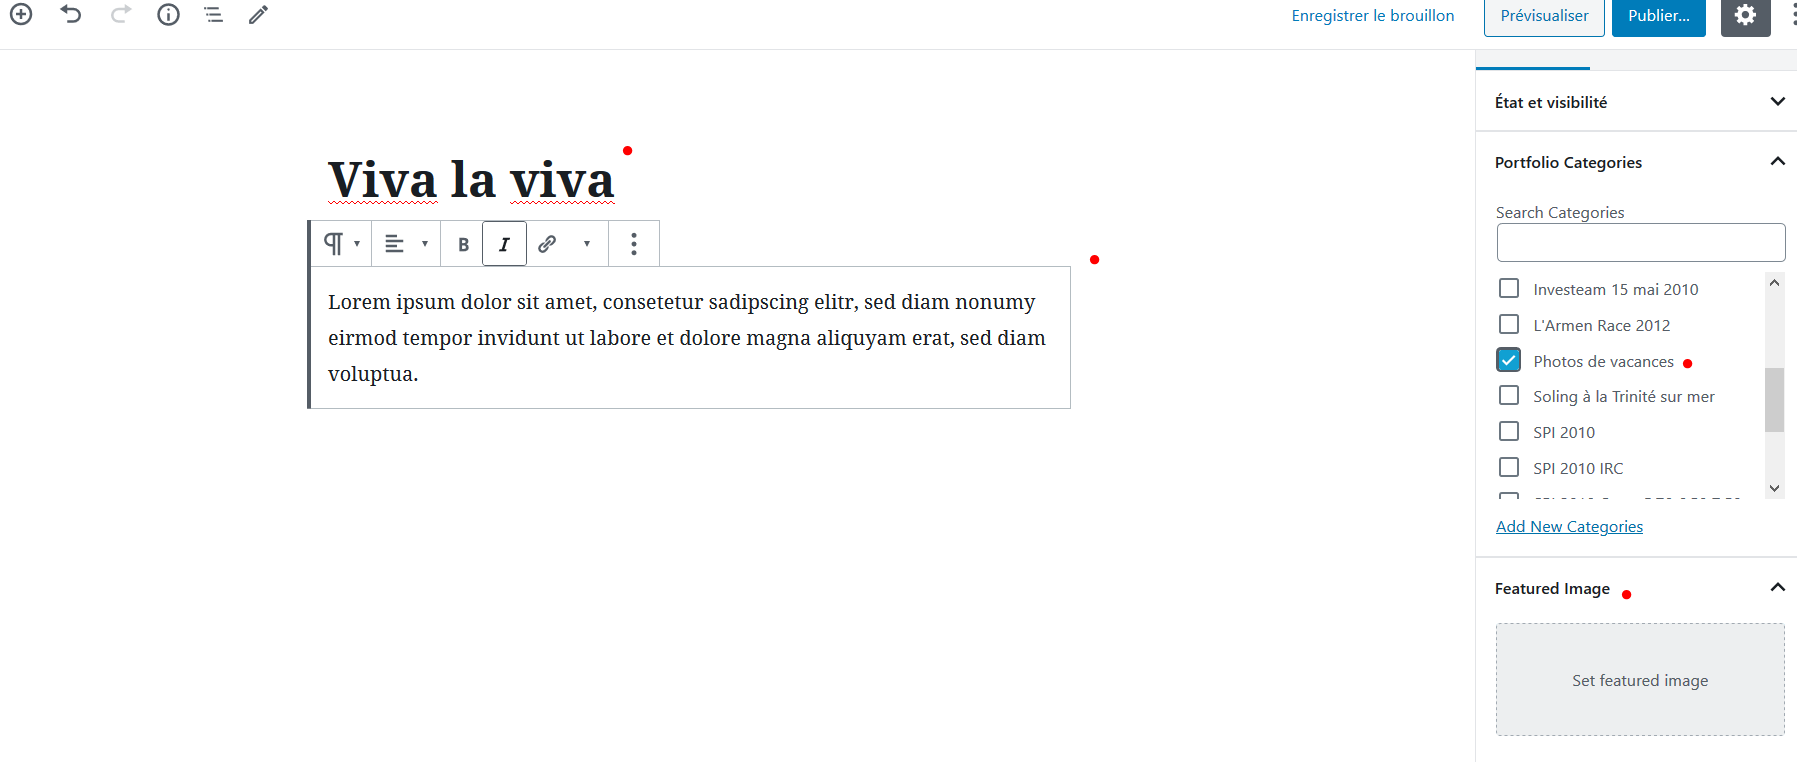 Enregistrer le brouillon
Prévisualiser
Publier...
Viva la viva
B I
Lorem ipsum dolor sit amet, consetetur sadipscing elitr, sed diam nonumy
eirmod tempor invidunt ut labore et dolore magna aliquyam erat, sed diam
voluptua.
État et visibilité
Portfolio Categories
Search Categories
Investeam 15 mai 2010
L'Armen Race 2012
Photos de vacances
Soling à la Trinité sur mer
SPI 2010
SPI 2010 IRC
Add New Categories
Featured Image
Set featured image